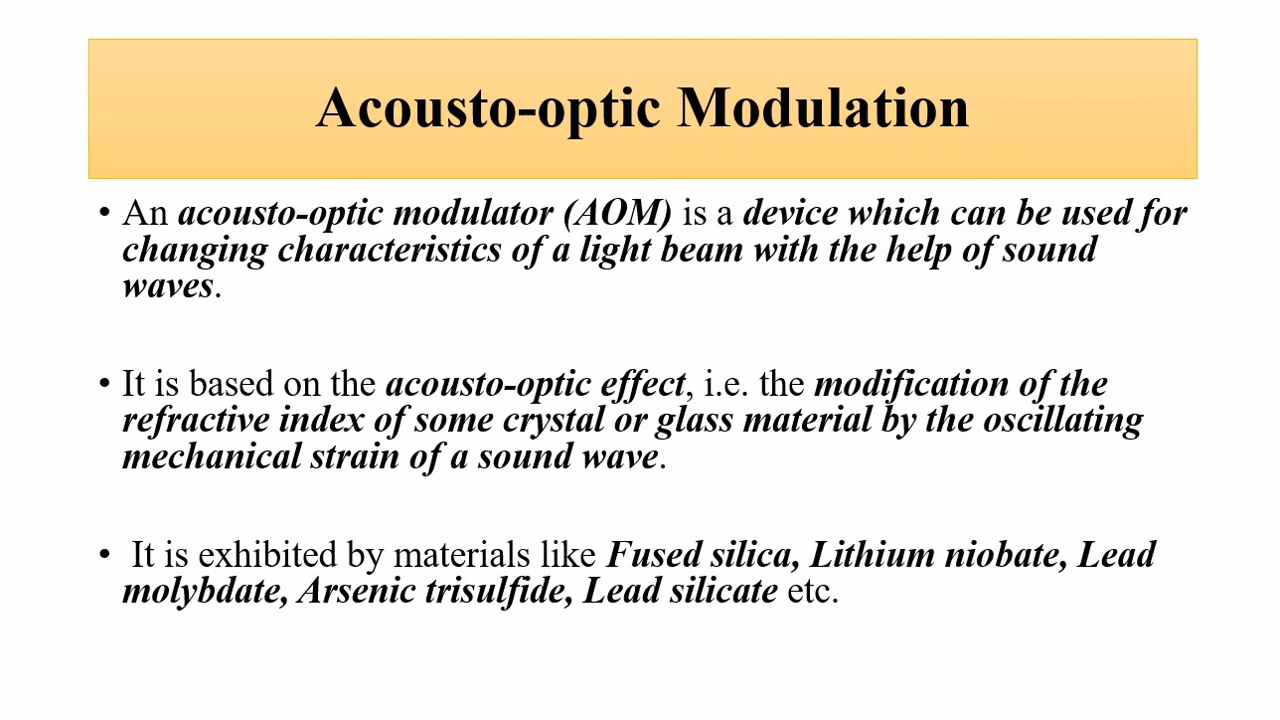 Acousto-optic Modulation
• An acousto-optic modulator (AOM) is a device which can be used for
changing characteristics of a light beam with the help of sound
waves.
• It is based on the acousto-optic effect, i.e. the modification of the
refractive index of some crystal or glass material by the oscillating
mechanical strain of a sound wave.
• It is exhibited by materials like Fused silica, Lithium niobate, Lead
molybdate, Arsenic trisulfide, Lead silicate etc.